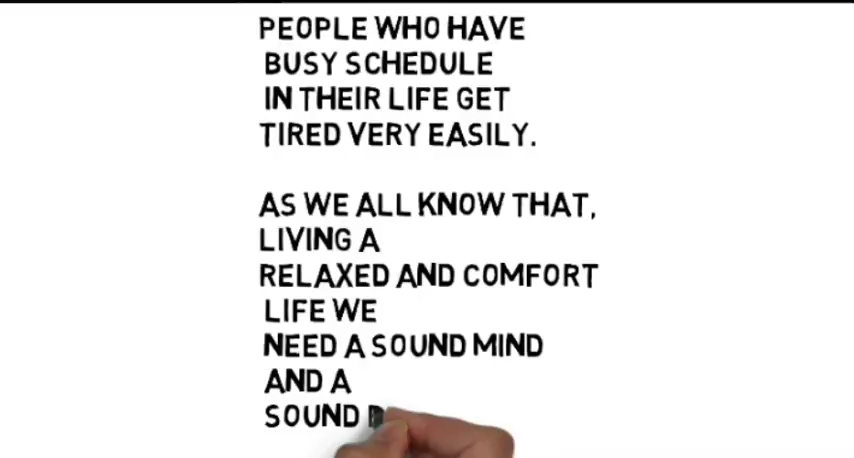 PEOPLE WHO HAVE
BUSY SCHEDULE
IN THEIR LIFE GET
TIRED VERY EASILY.
AS WE ALL KNOW THAT,
LIVING A
RELAXED AND COMFORT
LIFE WE
NEED A SOUND MIND
AND A
SOUND